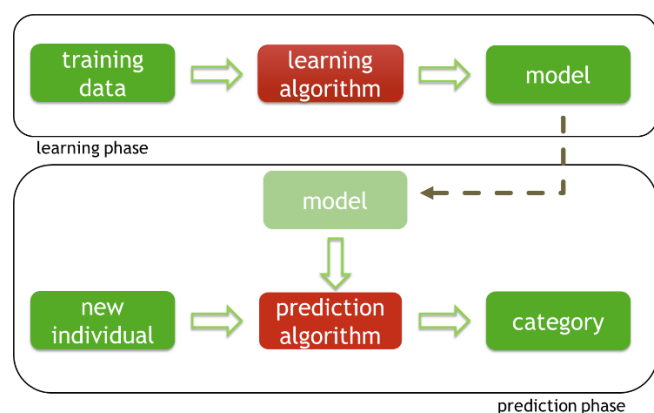 training
data
learning
algorithm
model
learning phase
model
new
individual
prediction
algorithm
category
prediction phase